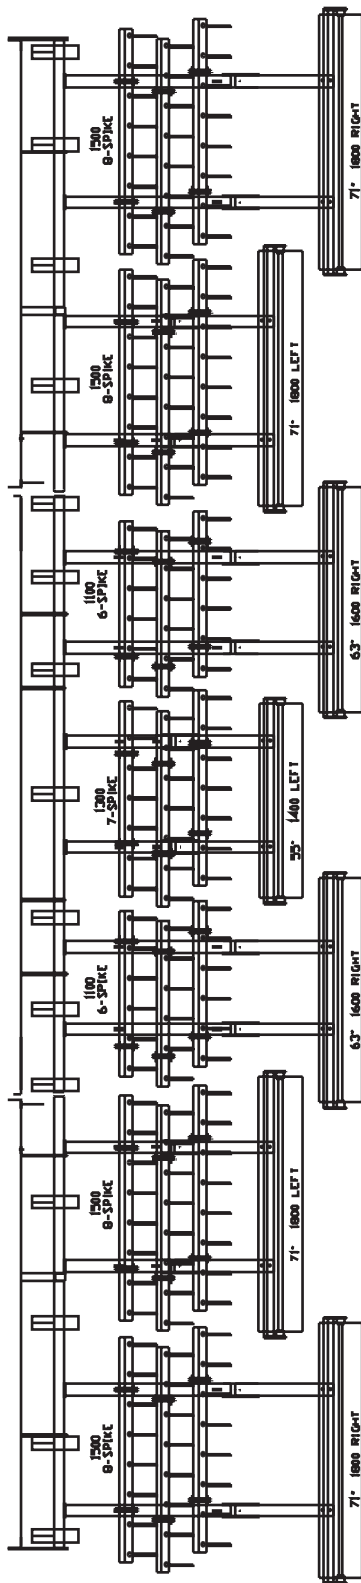 1500
8-SPIKE
71" 1800 RIGHT
1500
8-SPIKE
71" 1800 LEFT
1100
6-SPIKE
63" 1600 RIGHT
1300
7-SPIKE
55" 1400 LEFT
1100
6-SPIKE
63" 1600 RIGHT
1500
8-SPIKE
71" 1800 LEFT
1500
8-SPIKE
71" 1800 RIGHT